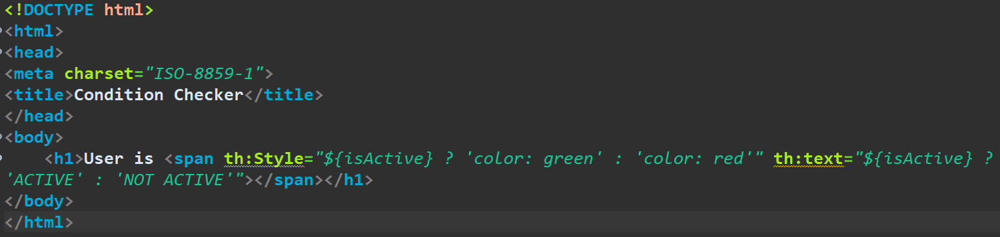 <!DOCTYPE html>
<html>
<head>
<meta charset="ISO-8859-1">
<title>Condition Checker</title>
</head>
<body>
    <h1>User is <span th:Style="${isActive} ? 'color: green' : 'color: red'" th:text="${isActive} ?
'ACTIVE' : 'NOT ACTIVE'"></span></h1>
</body>
</html>